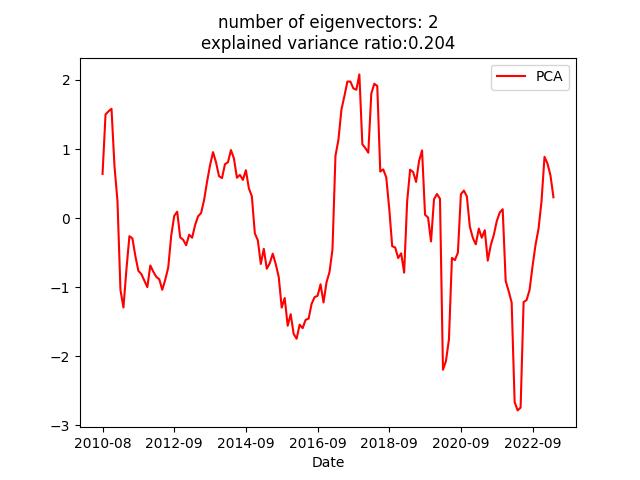 number of eigenvectors: 2
explained variance ratio:0.204
PCA
2
1
0
−1
−2
−3
2010-08 2012-09 2014-09 2016-09 2018-09 2020-09 2022-09
Date